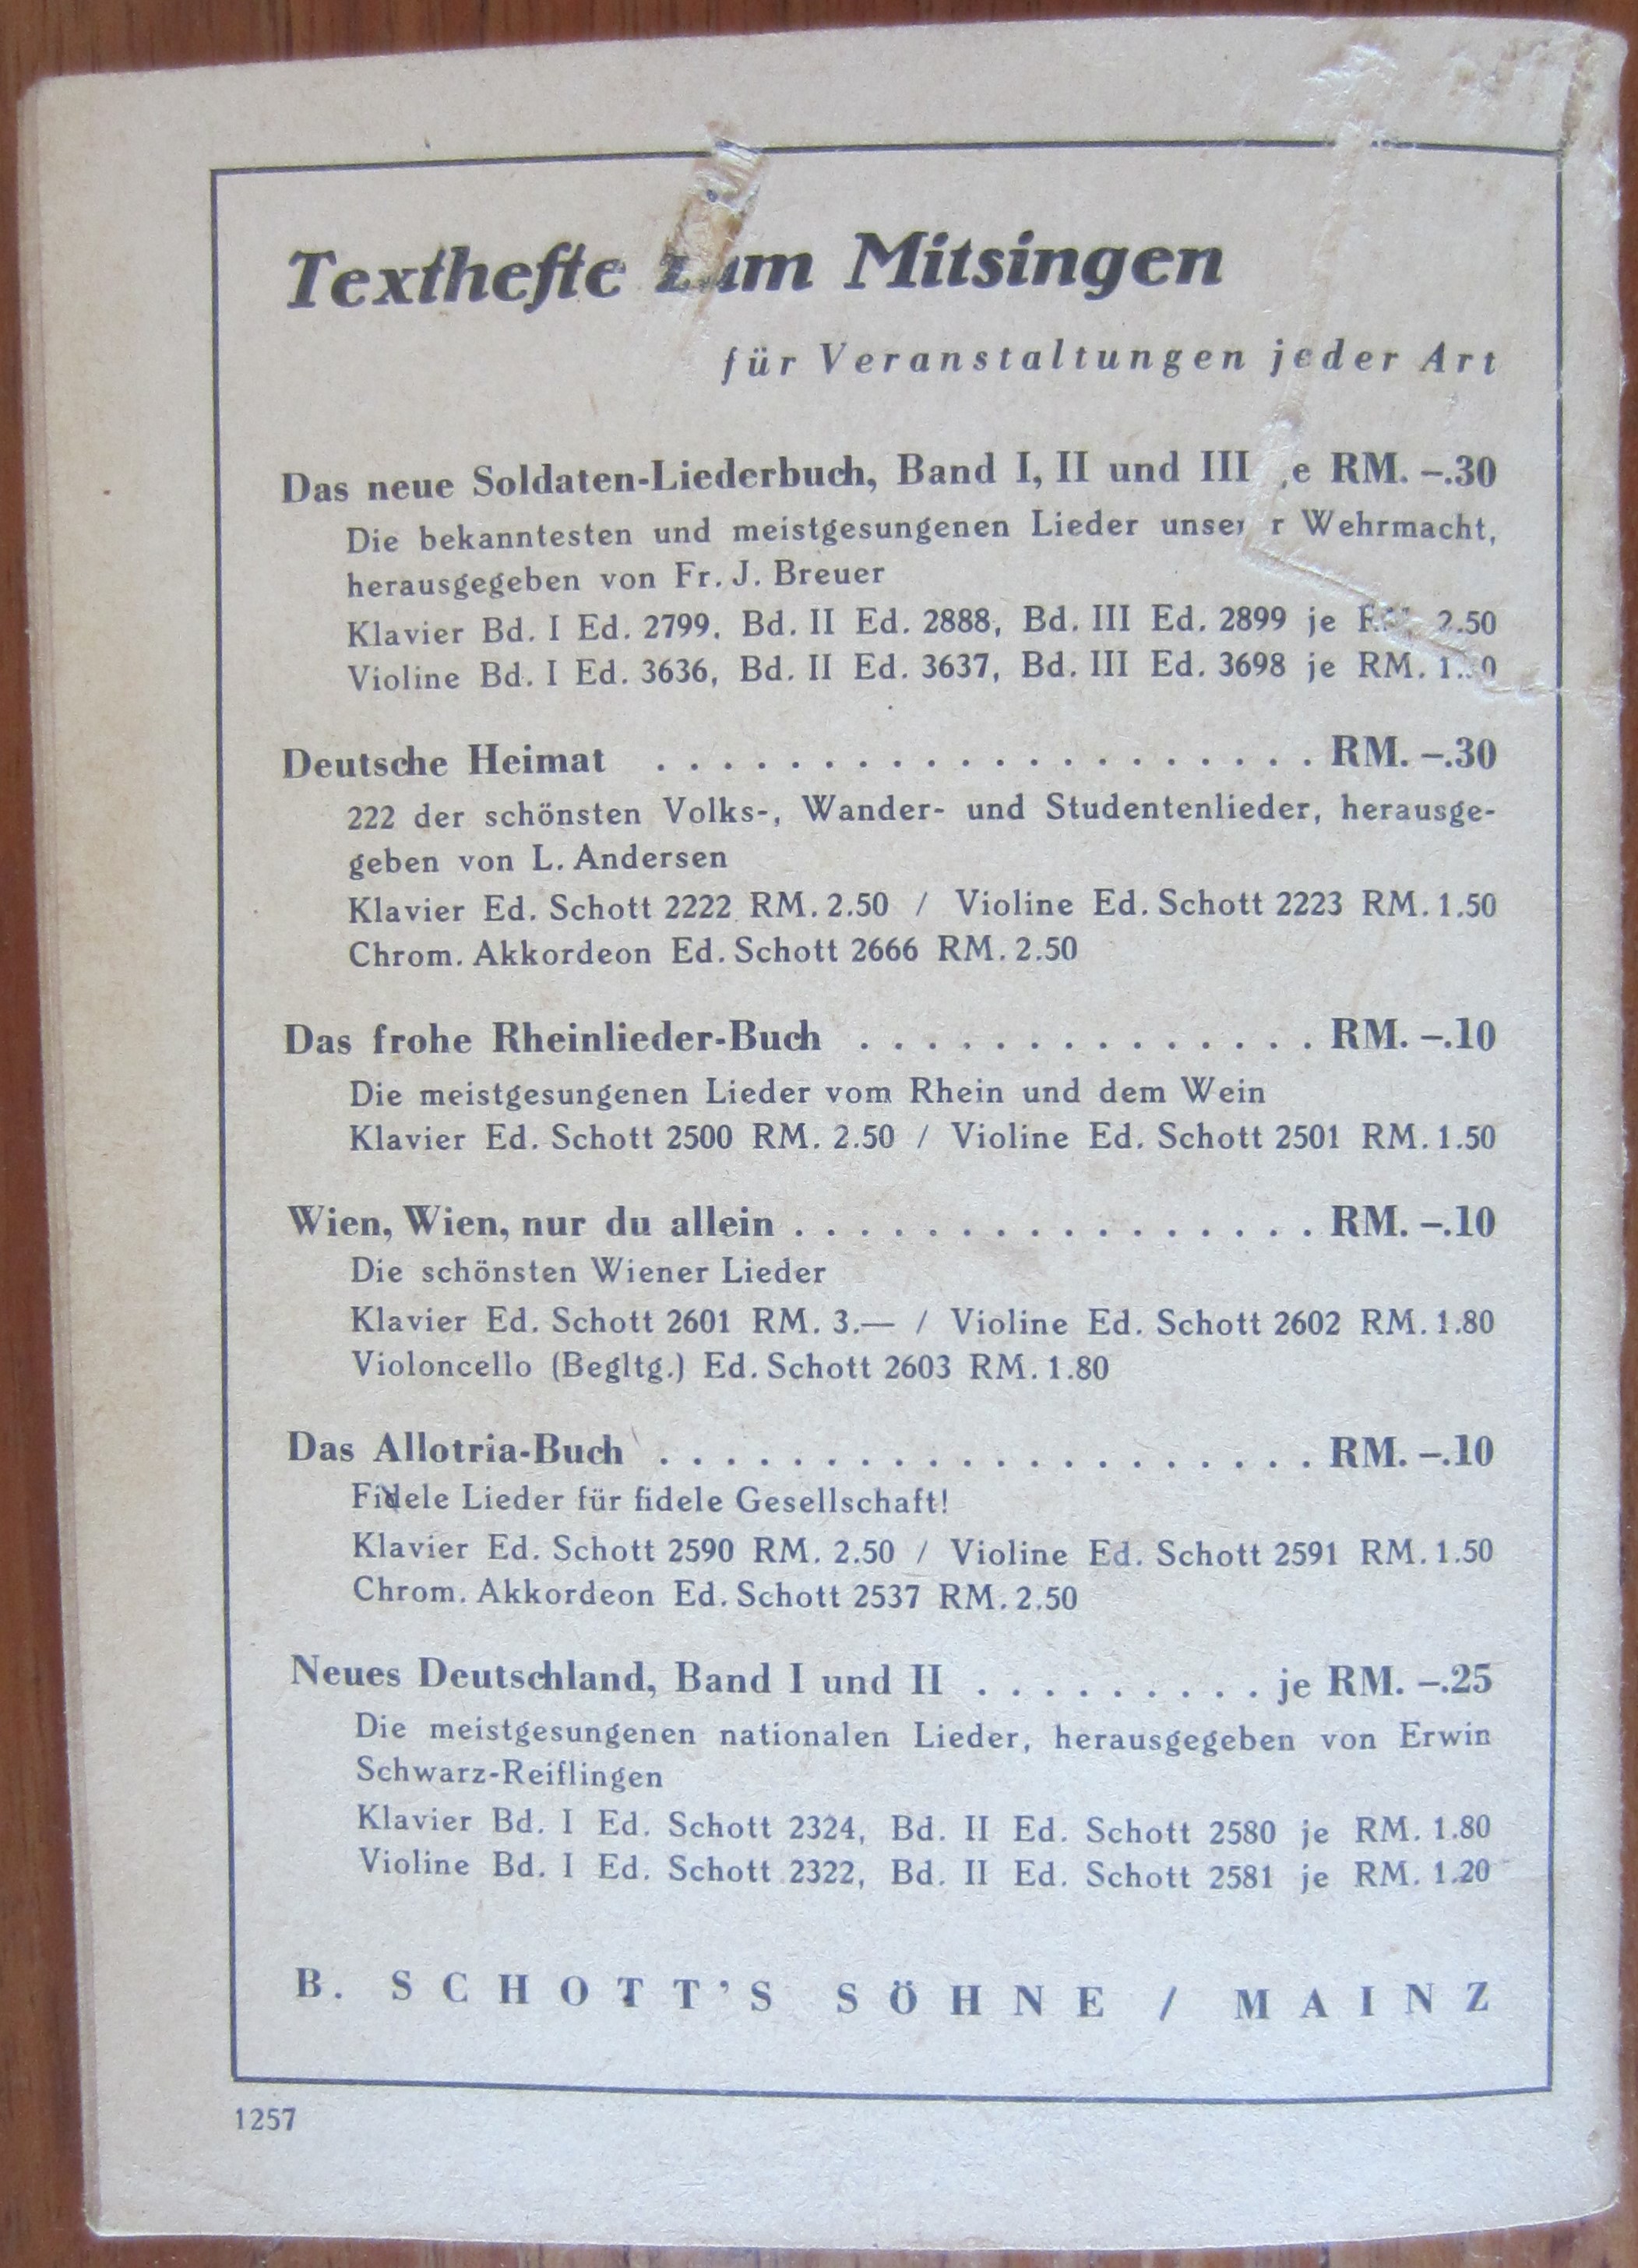 Texthefte zum Mitsingen
für Veranstaltungen jeder Art
Das neue Soldaten-Liederbuch, Band I, II und III je RM. –.30
Die bekanntesten und meistgesungenen Lieder unserer Wehrmacht,
herausgegeben von Fr. J. Breuer
Klavier Bd. I Ed. 2799, Bd. II Ed. 2888, Bd. III Ed. 2899 je RM. 2.50
Violine Bd. I Ed. 3636, Bd. II Ed. 3637, Bd. III Ed. 3698 je RM.
Deutsche Heimat . . . . . . . . . . . . . . . . . . . . RM. –.30
222 der schönsten Volks-, Wander- und Studentenlieder, herausge-
geben von L. Andersen
Klavier Ed. Schott 2222 RM. 2.50 / Violine Ed. Schott 2223 RM. 1.50
Chrom. Akkordeon Ed. Schott 2666 RM. 2.50
Das frohe Rheinlieder-Buch . . . . . . . . . . . . . . RM. –.10
Die meistgesungenen Lieder vom Rhein und dem Wein
Klavier Ed. Schott 2500 RM. 2.50 / Violine Ed. Schott 2501 RM. 1.50
Wien, Wien, nur du allein . . . . . . . . . . . . . . . . RM. –.10
Die schönsten Wiener Lieder
Klavier Ed. Schott 2601 RM. 3.— / Violine Ed. Schott 2602 RM. 1.80
Violoncello (Begltg.) Ed. Schott 2603 RM. 1.80
Das Allotria-Buch . . . . . . . . . . . . . . . . . . . . RM. –.10
Fidele Lieder für fidele Gesellschaft!
Klavier Ed. Schott 2590 RM. 2.50 / Violine Ed. Schott 2591 RM. 1.50
Chrom. Akkordeon Ed. Schott 2537 RM. 2.50
Neues Deutschland, Band I und II . . . . . . . . . je RM. –.25
Die meistgesungenen nationalen Lieder, herausgegeben von Erwin
Schwarz-Reiflingen
Klavier Bd. I Ed. Schott 2324, Bd. II Ed. Schott 2580 je RM. 1.80
Violine Bd. I Ed. Schott 2322, Bd. II Ed. Schott 2581 je RM. 1.20
B. SCHOTT'S SÖHNE / MAINZ
1257